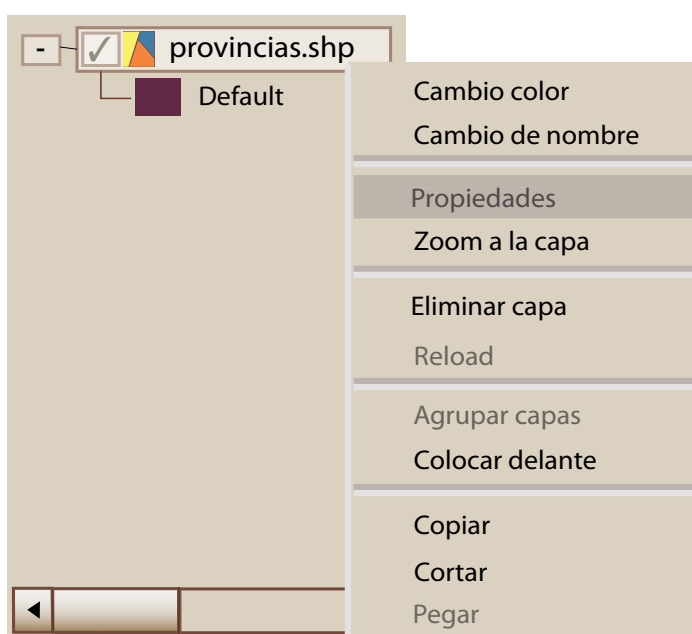 provincias.shp
Default
Cambio color
Cambio de nombre
Propiedades
Zoom a la capa
Eliminar capa
Reload
Agrupar capas
Colocar delante
Copiar
Cortar
Pegar